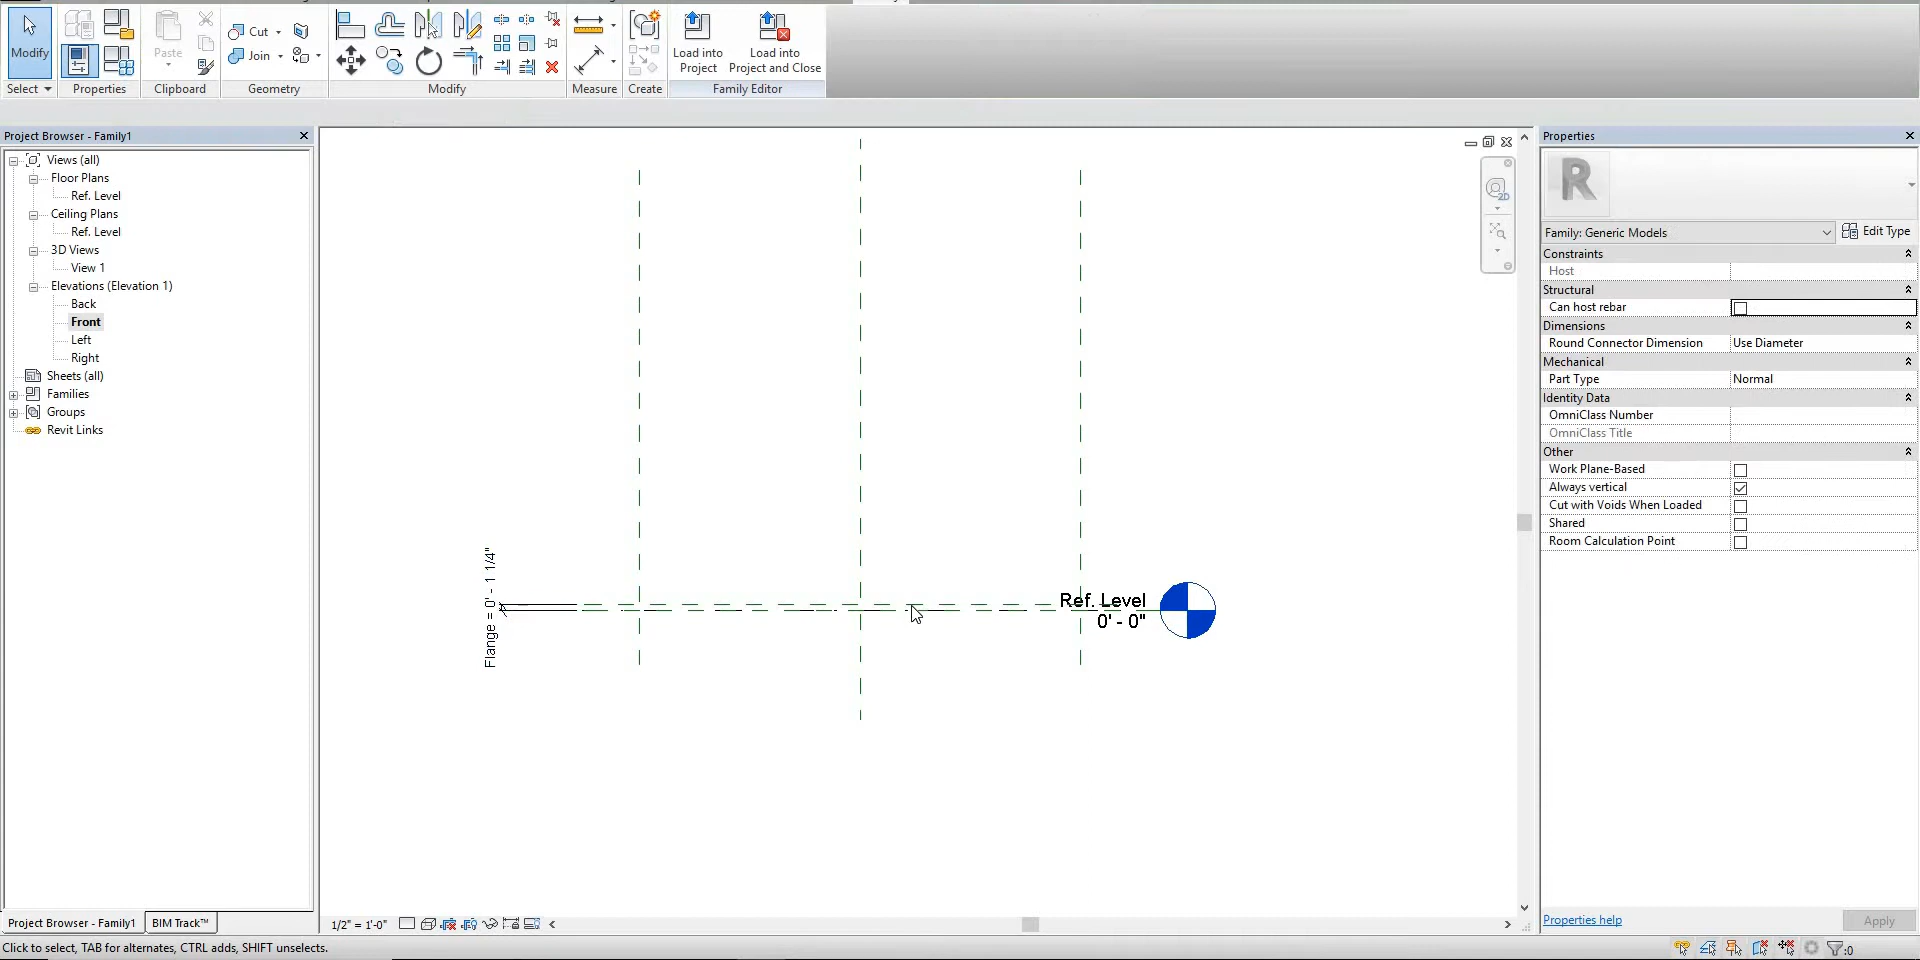 Modify
Paste
Cut
Join
Load into
Project
Load into
Project and Close
Select
Properties
Clipboard
Geometry
Modify
Measure
Create
Family Editor
Project Browser - Family1
Views (all)
Floor Plans
Ref. Level
Ceiling Plans
Ref. Level
3D Views
View 1
Elevations (Elevation 1)
Back
Front
Left
Right
Sheets (all)
Families
Groups
Revit Links
Project Browser - Family1
BIM Track™
Flange = 0' - 1 1/4"
Ref. Level
0' - 0"
2D
1/2" = 1'-0"
Properties
R
Family: Generic Models
Edit Type
Constraints
Host
Structural
Can host rebar
Dimensions
Round Connector Dimension Use Diameter
Mechanical
Part Type Normal
Identity Data
OmniClass Number
OmniClass Title
Other
Work Plane-Based
Always vertical
Cut with Voids When Loaded
Shared
Room Calculation Point
Properties help
Apply
Click to select, TAB for alternates, CTRL adds, SHIFT unselects.
:0